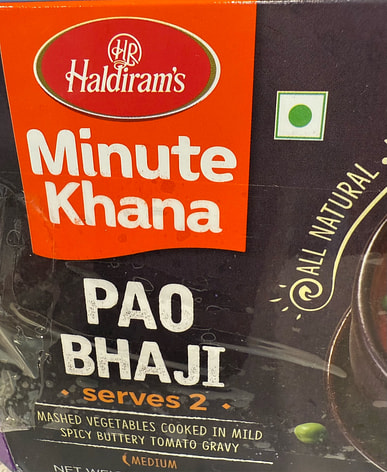 HR
Haldiram's
Minute
Khana
ALL NATURAL
PAO
BHAJI
serves 2
MASHED VEGETABLES COOKED IN MILD
SPICY BUTTERY TOMATO GRAVY
MEDIUM
NET